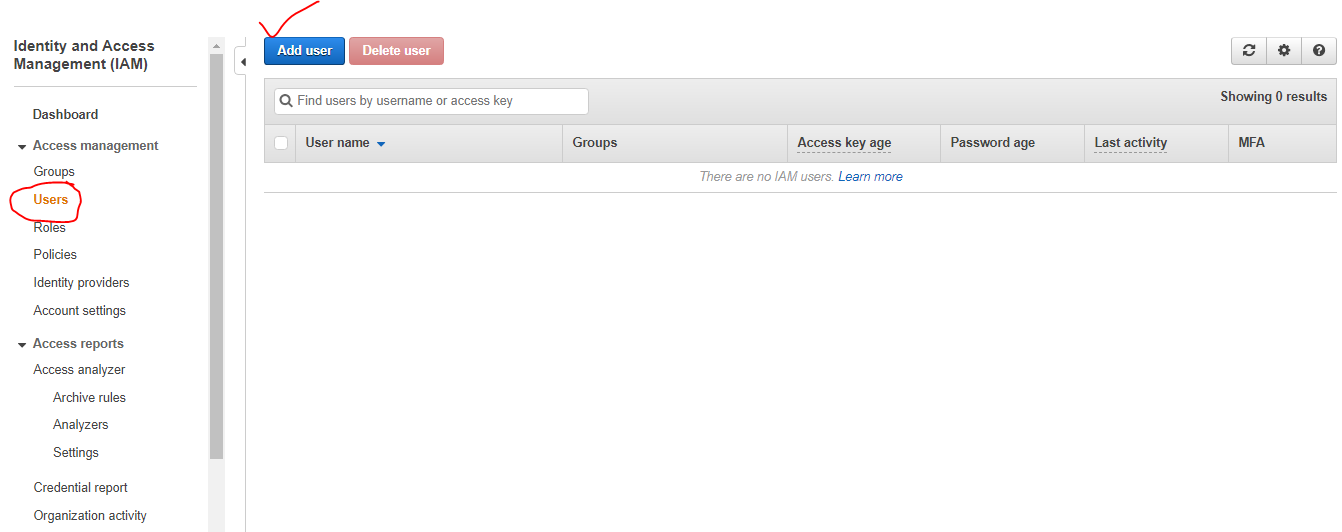 Identity and Access
Management (IAM)
Dashboard
Access management
Groups
Users
Roles
Policies
Identity providers
Account settings
Access reports
Access analyzer
Archive rules
Analyzers
Settings
Credential report
Organization activity
Add user Delete user
Find users by username or access key
Showing 0 results
User name Groups Access key age Password age Last activity MFA
There are no IAM users. Learn more